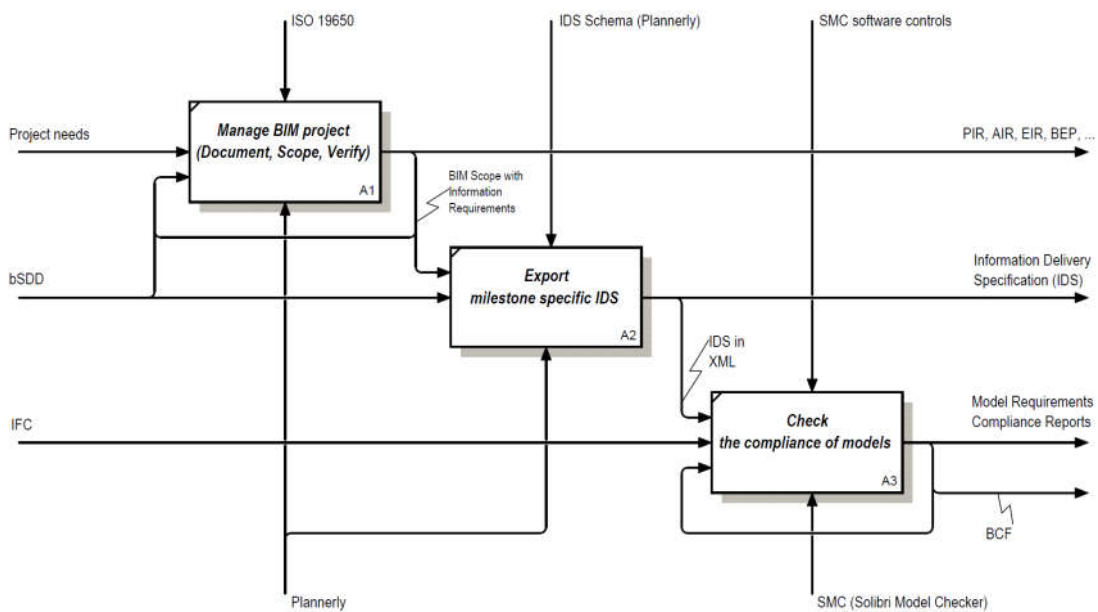 ISO 19650
IDS Schema (Plannerly)
SMC software controls
Project needs
Manage BIM project
(Document, Scope, Verify)
A1
PIR, AIR, EIR, BEP, ...
BIM Scope with
Information
Requirements
bSDD
Export
milestone specific IDS
A2
Information Delivery
Specification (IDS)
IDS in
XML
IFC
Check
the compliance of models
A3
Model Requirements
Compliance Reports
BCF
Plannerly
SMC (Solibri Model Checker)